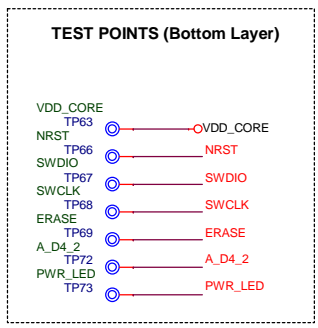 TEST POINTS (Bottom Layer)
VDD_CORE
TP63
VDD_CORE
NRST
TP66
NRST
SWDIO
TP67
SWDIO
SWCLK
TP68
SWCLK
ERASE
TP69
ERASE
A_D4_2
TP72
A_D4_2
PWR_LED
TP73
PWR_LED